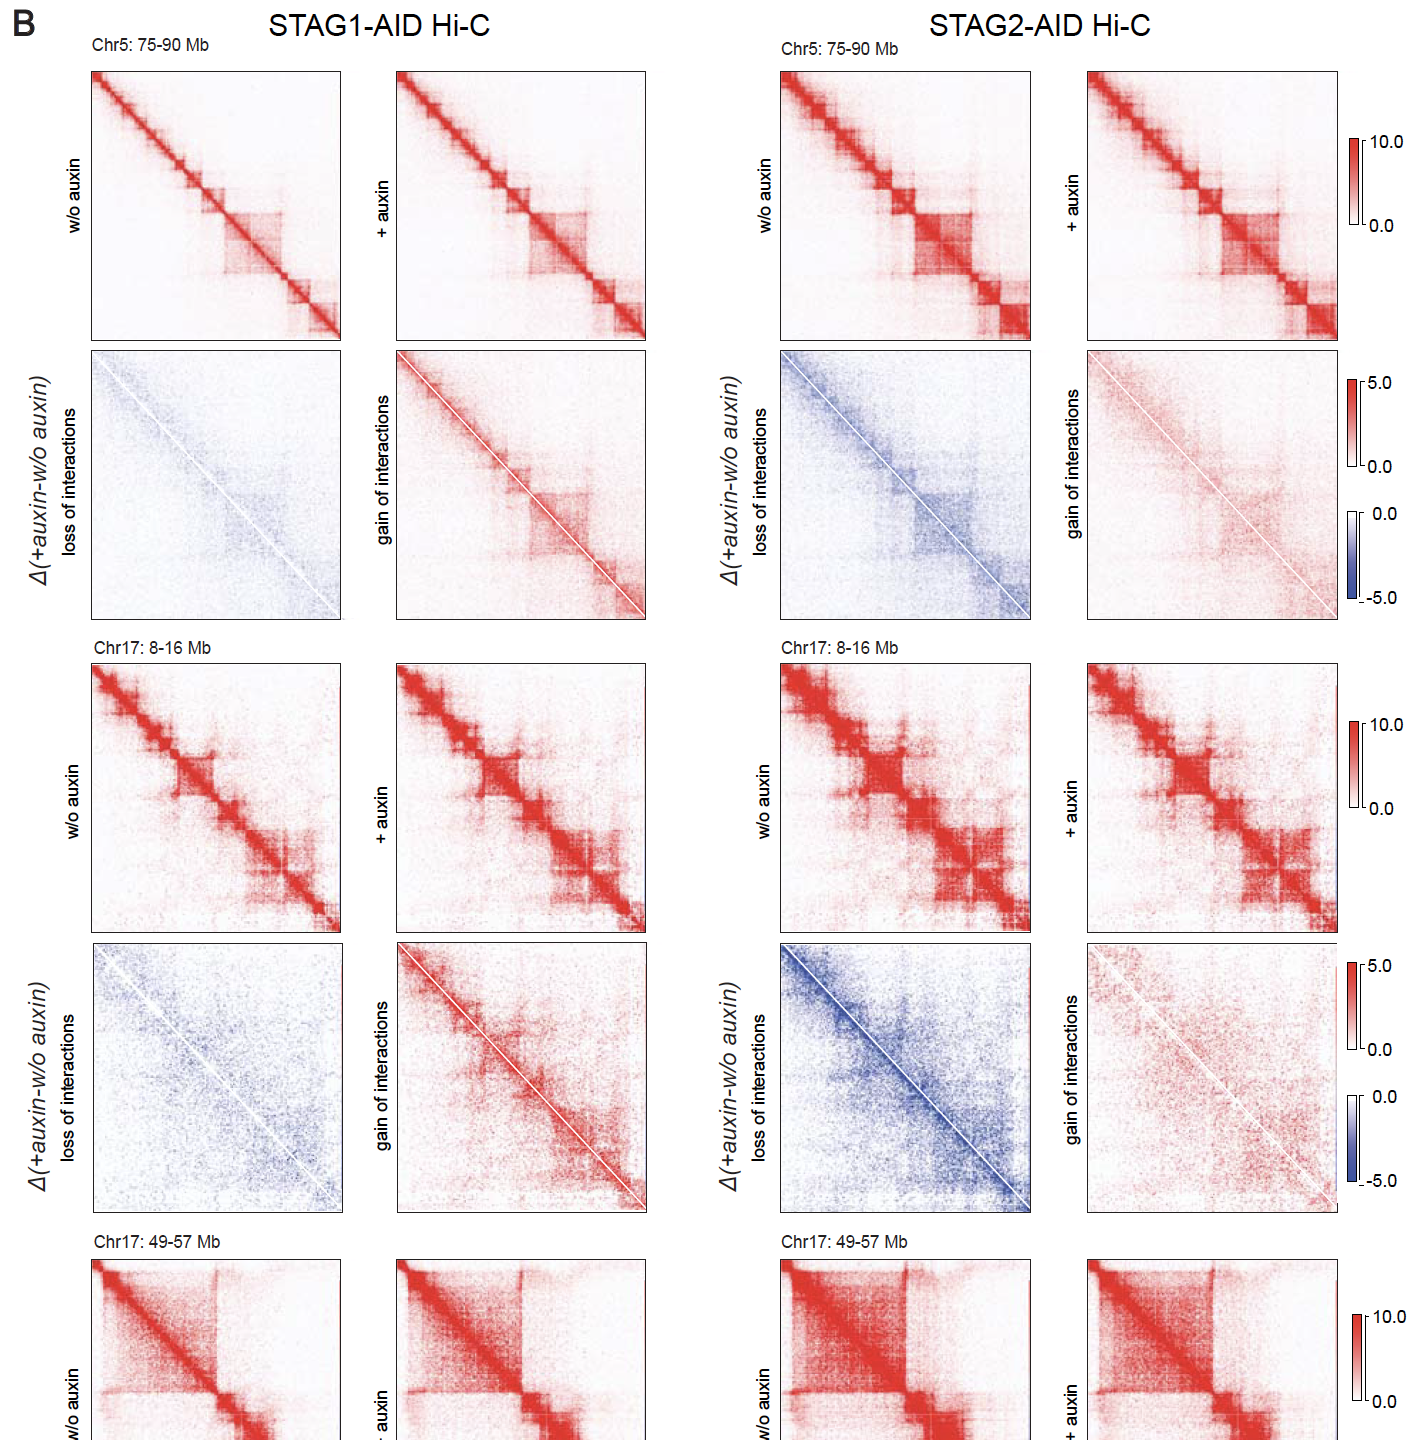 B
STAG1-AID Hi-C
STAG2-AID Hi-C
Chr5: 75-90 Mb
Chr5: 75-90 Mb
w/o auxin
+ auxin
w/o auxin
+ auxin
10.0
0.0
Δ(+auxin-w/o auxin)
loss of interactions
gain of interactions
Δ(+auxin-w/o auxin)
loss of interactions
gain of interactions
5.0
0.0
0.0
-5.0
Chr17: 8-16 Mb
Chr17: 8-16 Mb
w/o auxin
+ auxin
w/o auxin
+ auxin
10.0
0.0
Δ(+auxin-w/o auxin)
loss of interactions
gain of interactions
Δ(+auxin-w/o auxin)
loss of interactions
gain of interactions
5.0
0.0
0.0
-5.0
Chr17: 49-57 Mb
Chr17: 49-57 Mb
w/o auxin
+ auxin
w/o auxin
+ auxin
10.0
0.0